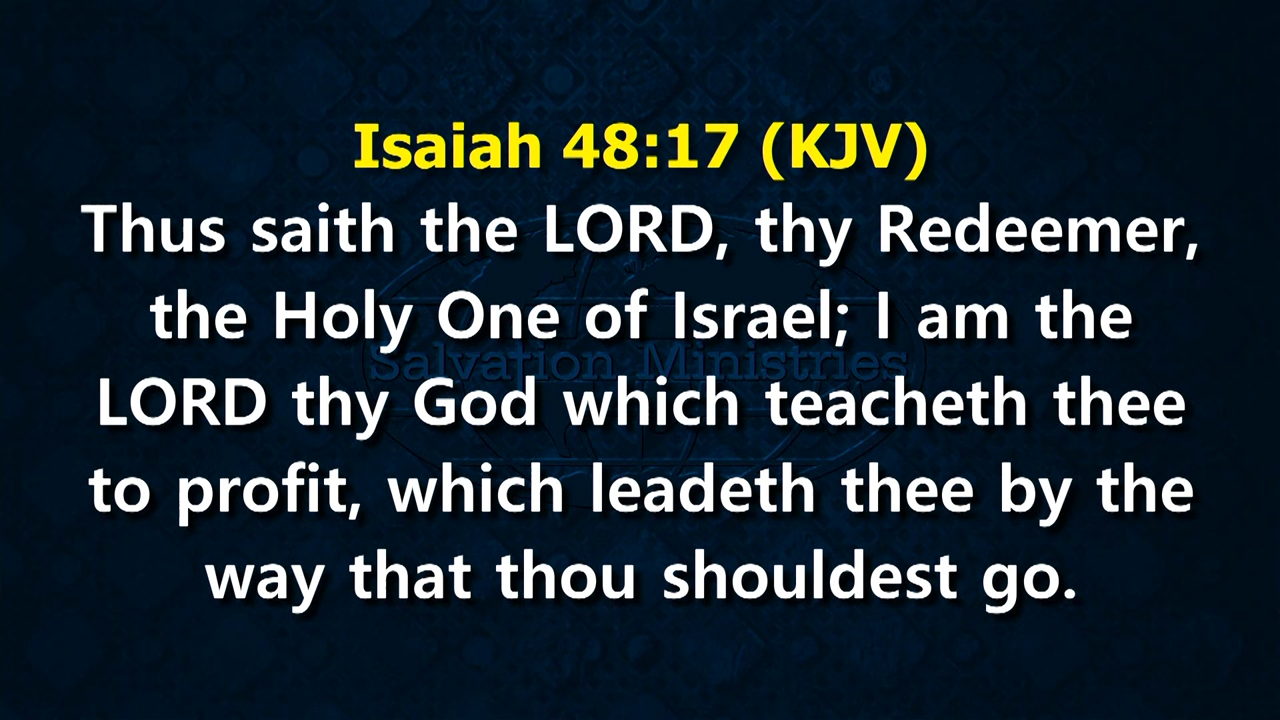 Isaiah 48:17 (KJV)
Thus saith the LORD, thy Redeemer,
the Holy One of Israel; I am the
Salvation Ministries
LORD thy God which teacheth thee
to profit, which leadeth thee by the
way that thou shouldest go.